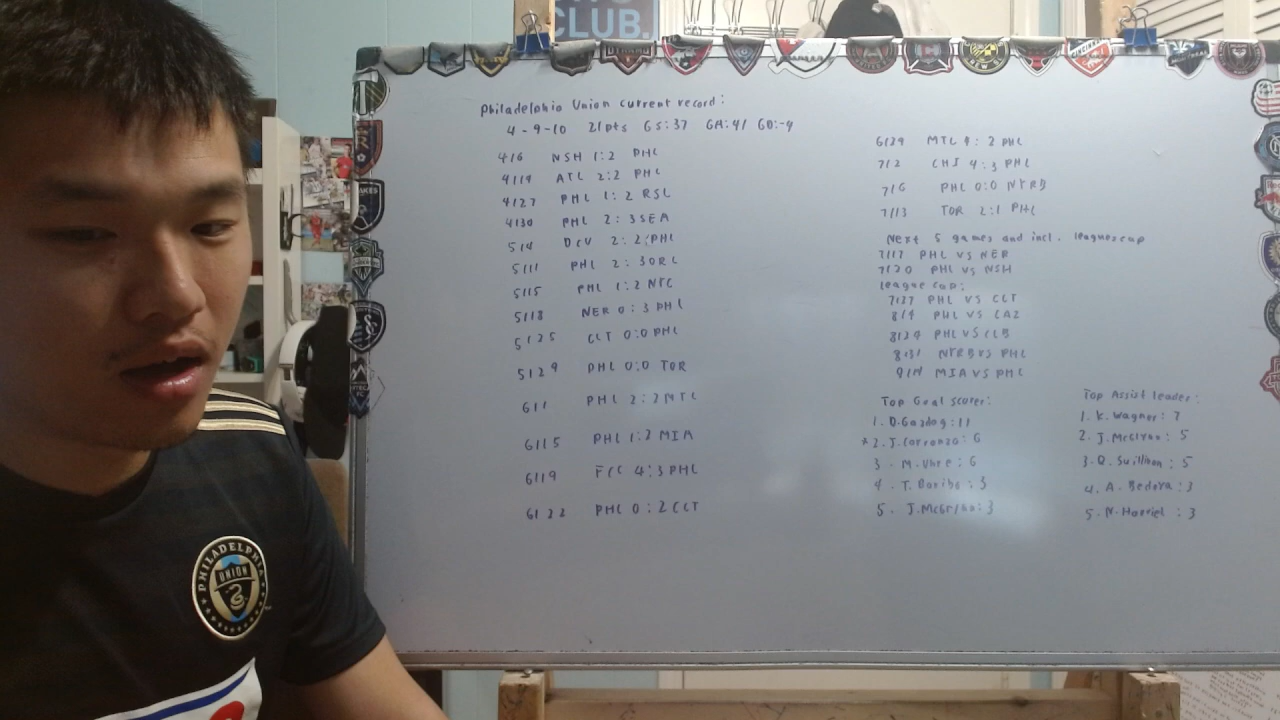 CLUB.
Philadelphia Union current record:
4-9-10 21pts GS:37 GA:41 GD:-4
4/6 NSH 1:2 PHL
4/14 ATL 2:2 PHL
4/27 PHL 1:2 RSL
4/30 PHL 2:3 SEA
5/4 DCU 2:2 PHL
5/11 PHL 2:3 ORL
5/15 PHL 1:2 NYC
5/18 NER 0:3 PHL
5/25 CLT 0:0 PHL
5/29 PHL 0:0 TOR
6/1 PHL 2:2 MTL
6/15 PHL 1:2 MIA
6/19 FCC 4:3 PHL
6/22 PHL 0:2 CLT
6/29 MTL 4:2 PHL
7/2 CHI 4:3 PHL
7/6 PHL 0:0 NYRB
7/13 TOR 2:1 PHL
Next 5 games and incl. leaguescup
7/17 PHL VS NER
7/20 PHL VS NSH
league cup:
7/27 PHL VS CLT
8/4 PHL VS CAZ
8/24 PHL VS CLB
8/31 NYRB VS PHL
9/14 MIA VS PHL
Top Goal scorer:
1. D. Gazdag: 11
*2. J. Carranza: 6
3. M. Uhre: 6
4. T. Baribo: 3
5. J. McGlynn: 3
Top Assist leader:
1. K. Wagner: 7
2. J. McGlynn: 5
3. Q. Sullivan: 5
4. A. Bedoya: 3
5. N. Harriel: 3
PHILADELPHIA
UNION